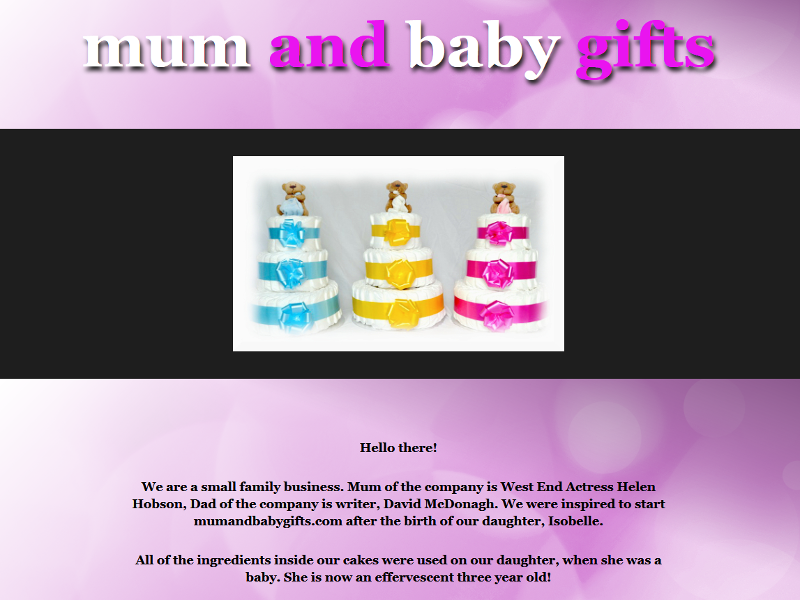 mum and baby gifts
Hello there!
We are a small family business. Mum of the company is West End Actress Helen
Hobson, Dad of the company is writer, David McDonagh. We were inspired to start
mumandbabygifts.com after the birth of our daughter, Isobelle.
All of the ingredients inside our cakes were used on our daughter, when she was a
baby. She is now an effervescent three year old!